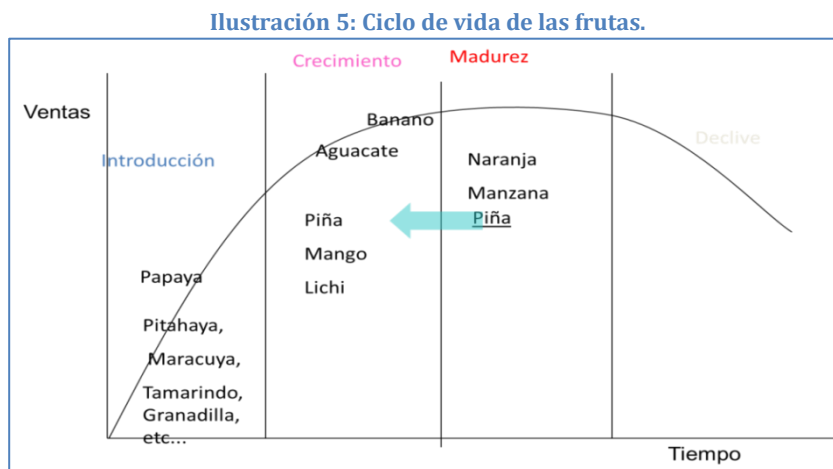 Ilustración 5: Ciclo de vida de las frutas.
Crecimiento
Madurez
Ventas
Banano
Aguacate
Introducción
Naranja
Declive
Manzana
Piña
Piña
Mango
Lichi
Papaya
Pitahaya,
Maracuya,
Tamarindo,
Granadilla,
etc...
Tiempo